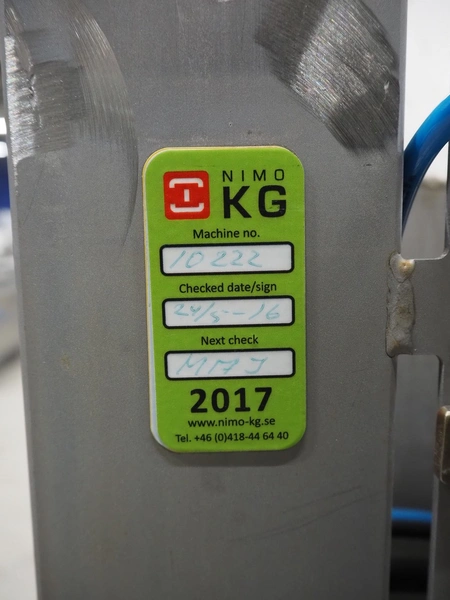 NIMO
KG
Machine no.
10222
Checked date/sign
24/5-16
Next check
MAJ
2017
www.nimo-kg.se
Tel. +46 (0)418-44 64 40